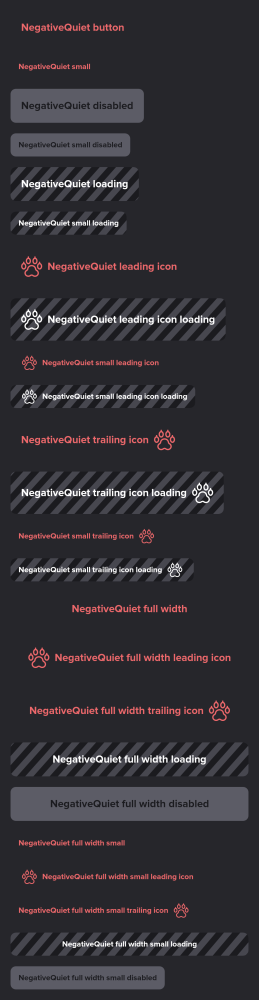 NegativeQuiet button
NegativeQuiet small
NegativeQuiet disabled
NegativeQuiet small disabled
NegativeQuiet loading
NegativeQuiet small loading
NegativeQuiet leading icon
NegativeQuiet leading icon loading
NegativeQuiet small leading icon
NegativeQuiet small leading icon loading
NegativeQuiet trailing icon
NegativeQuiet trailing icon loading
NegativeQuiet small trailing icon
NegativeQuiet small trailing icon loading
NegativeQuiet full width
NegativeQuiet full width leading icon
NegativeQuiet full width trailing icon
NegativeQuiet full width loading
NegativeQuiet full width disabled
NegativeQuiet full width small
NegativeQuiet full width small leading icon
NegativeQuiet full width small trailing icon
NegativeQuiet full width small loading
NegativeQuiet full width small disabled